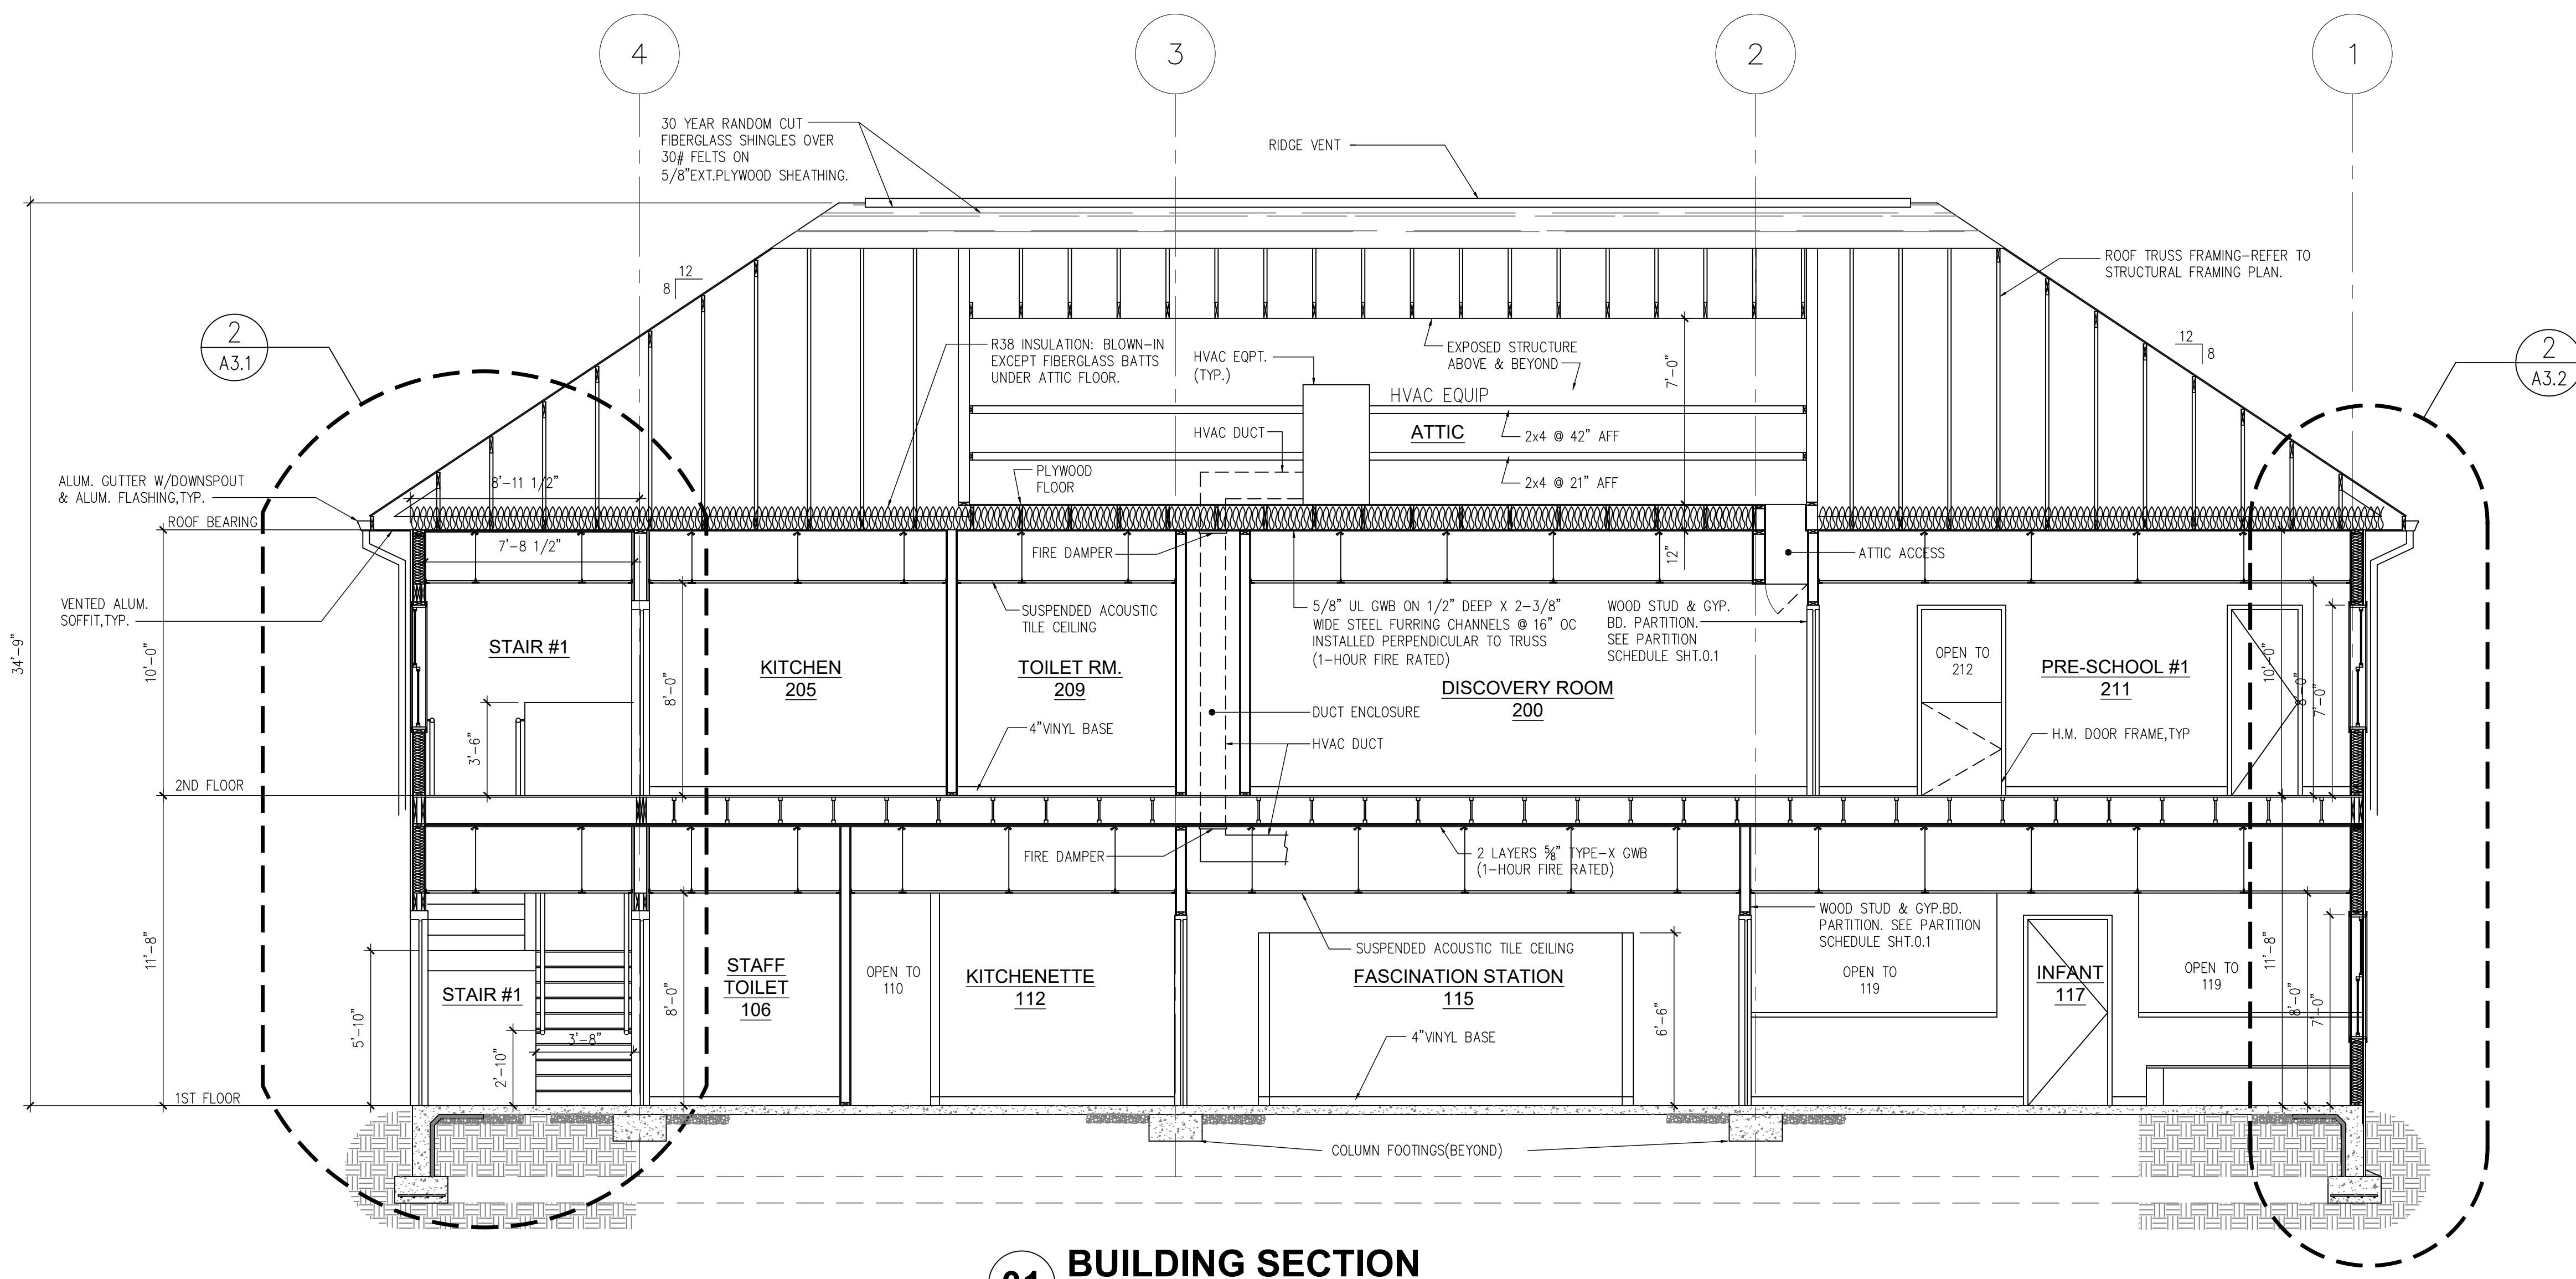 4
3
2
1
30 YEAR RANDOM CUT
FIBERGLASS SHINGLES OVER
30# FELTS ON
5/8"EXT.PLYWOOD SHEATHING.
RIDGE VENT
12
8
ROOF TRUSS FRAMING-REFER TO
STRUCTURAL FRAMING PLAN.
12
8
2
A3.1
2
A3.2
R38 INSULATION: BLOWN-IN
EXCEPT FIBERGLASS BATTS
UNDER ATTIC FLOOR.
HVAC EQPT.
(TYP.)
EXPOSED STRUCTURE
ABOVE & BEYOND
7'-0"
HVAC EQUIP
HVAC DUCT
ATTIC
2x4 @ 42" AFF
2x4 @ 21" AFF
PLYWOOD
FLOOR
ALUM. GUTTER W/DOWNSPOUT
& ALUM. FLASHING,TYP.
8'-11 1/2"
ROOF BEARING
7'-8 1/2"
FIRE DAMPER
12"
ATTIC ACCESS
VENTED ALUM.
SOFFIT,TYP.
34'-9"
10'-0"
STAIR #1
3'-6"
8'-0"
KITCHEN
205
SUSPENDED ACOUSTIC
TILE CEILING
TOILET RM.
209
4"VINYL BASE
5/8" UL GWB ON 1/2" DEEP X 2-3/8"
WIDE STEEL FURRING CHANNELS @ 16" OC
INSTALLED PERPENDICULAR TO TRUSS
(1-HOUR FIRE RATED)
WOOD STUD & GYP.
BD. PARTITION.
SEE PARTITION
SCHEDULE SHT.0.1
DISCOVERY ROOM
200
DUCT ENCLOSURE
HVAC DUCT
OPEN TO
212
PRE-SCHOOL #1
211
H.M. DOOR FRAME,TYP
10'-0"
8'-0"
7'-0"
2ND FLOOR
FIRE DAMPER
2 LAYERS 5⁄8" TYPE-X GWB
(1-HOUR FIRE RATED)
11'-8"
5'-10"
STAIR #1
2'-10"
3'-8"
8'-0"
STAFF
TOILET
106
OPEN TO
110
KITCHENETTE
112
SUSPENDED ACOUSTIC TILE CEILING
FASCINATION STATION
115
4"VINYL BASE
6'-6"
WOOD STUD & GYP.BD.
PARTITION. SEE PARTITION
SCHEDULE SHT.0.1
OPEN TO
119
INFANT
117
OPEN TO
119
11'-8"
8'-0"
7'-0"
1ST FLOOR
COLUMN FOOTINGS(BEYOND)
01
BUILDING SECTION